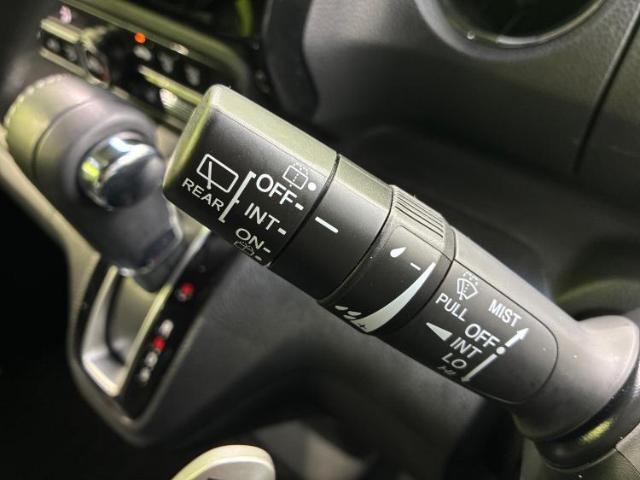 REAR
OFF
INT
ON
PULL
MIST
OFF
INT
LO
HI